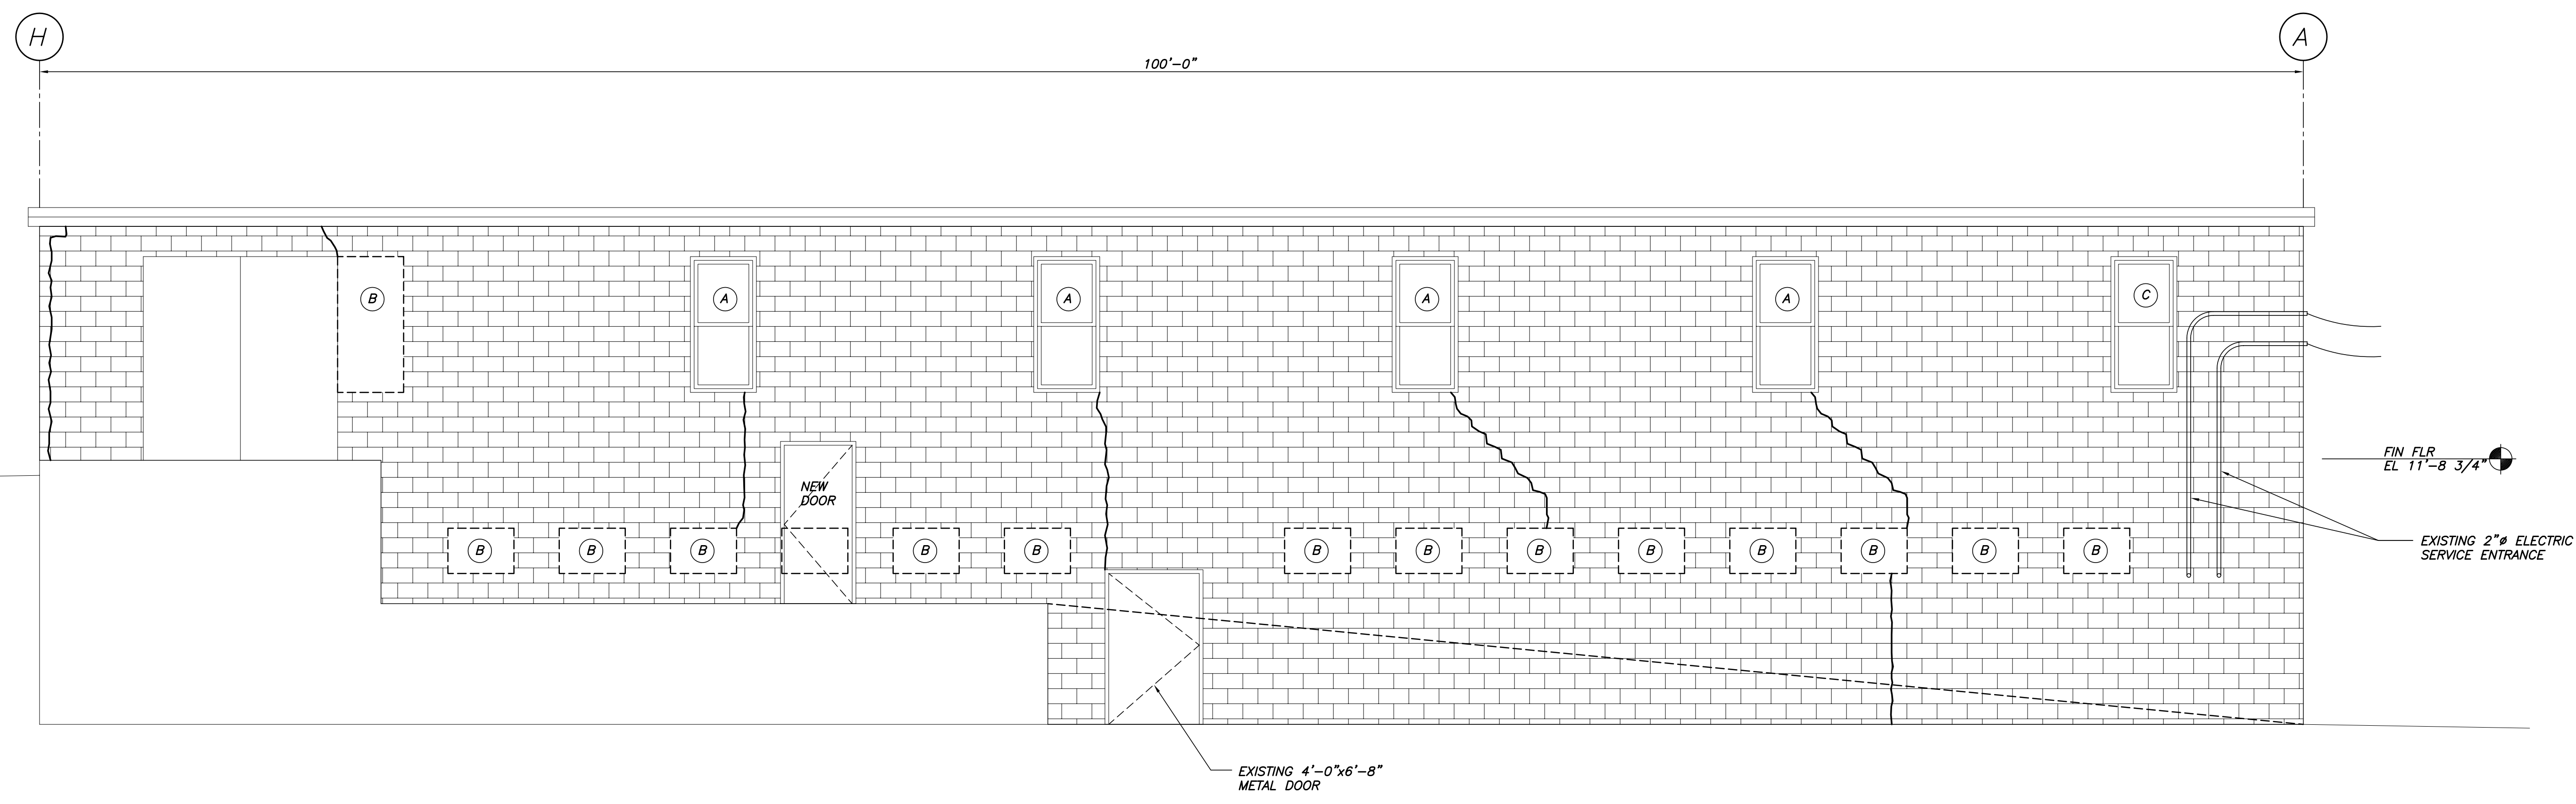 H
A
100'-0"
B
A
A
A
A
C
FIN FLR
EL 11'-8 3/4"
NEW
DOOR
B
B
B
B
B
B
B
B
B
B
B
B
B
EXISTING 2"ø ELECTRIC
SERVICE ENTRANCE
EXISTING 4'-0"x6'-8"
METAL DOOR